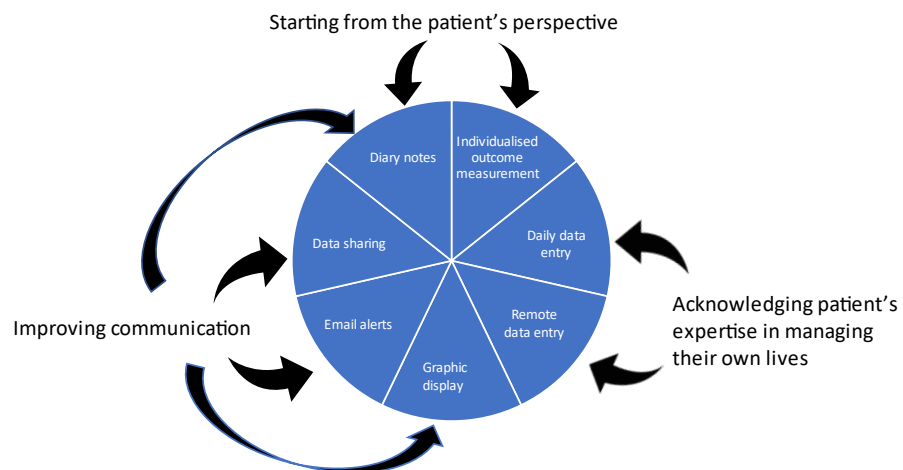 Starting from the patient's perspective
Diary notes
Individualised
outcome
measurement
Data sharing
Daily data
entry
Improving communication
Email alerts
Remote
data entry
Acknowledging patient's
expertise in managing
their own lives
Graphic
display